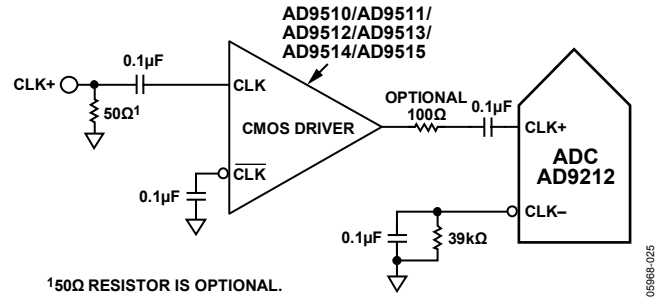 AD9510/AD9511/
AD9512/AD9513/
AD9514/AD9515
0.1µF
CLK+
50Ω¹
CLK
CMOS DRIVER
CLK
0.1µF
OPTIONAL
100Ω
0.1µF
CLK+
ADC
AD9212
CLK–
0.1µF
39kΩ
¹50Ω RESISTOR IS OPTIONAL.
05968-025